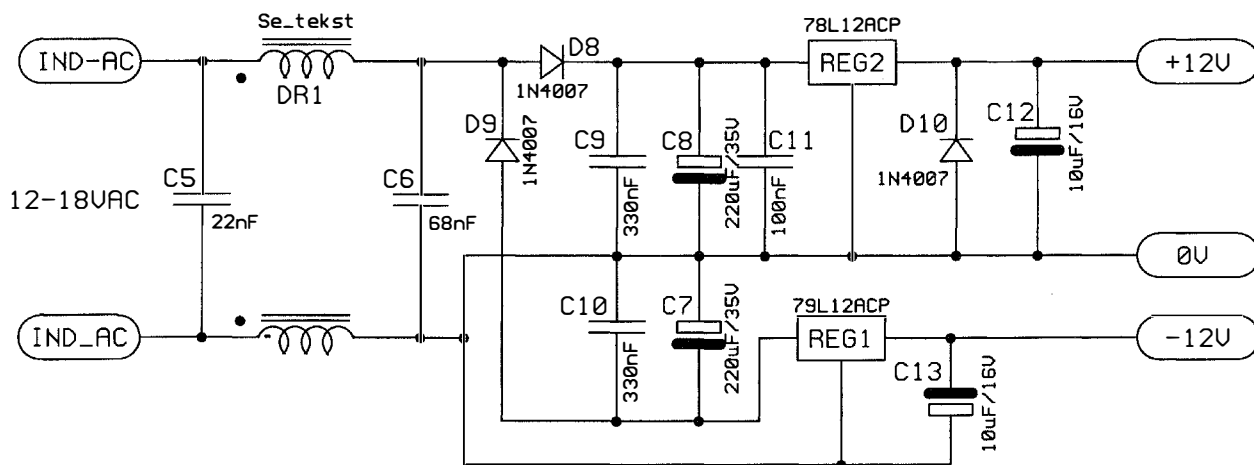 Se_tekst
IND-AC
DR1
D8
1N4007
78L12ACP
REG2
+12V
D9
1N4007
C9
330nF
C8
220uF/35V
C11
100nF
D10
1N4007
C12
10uF/16V
12-18VAC
C5
22nF
C6
68nF
0V
IND_AC
C10
330nF
C7
220uF/35V
79L12ACP
REG1
-12V
C13
10uF/16V